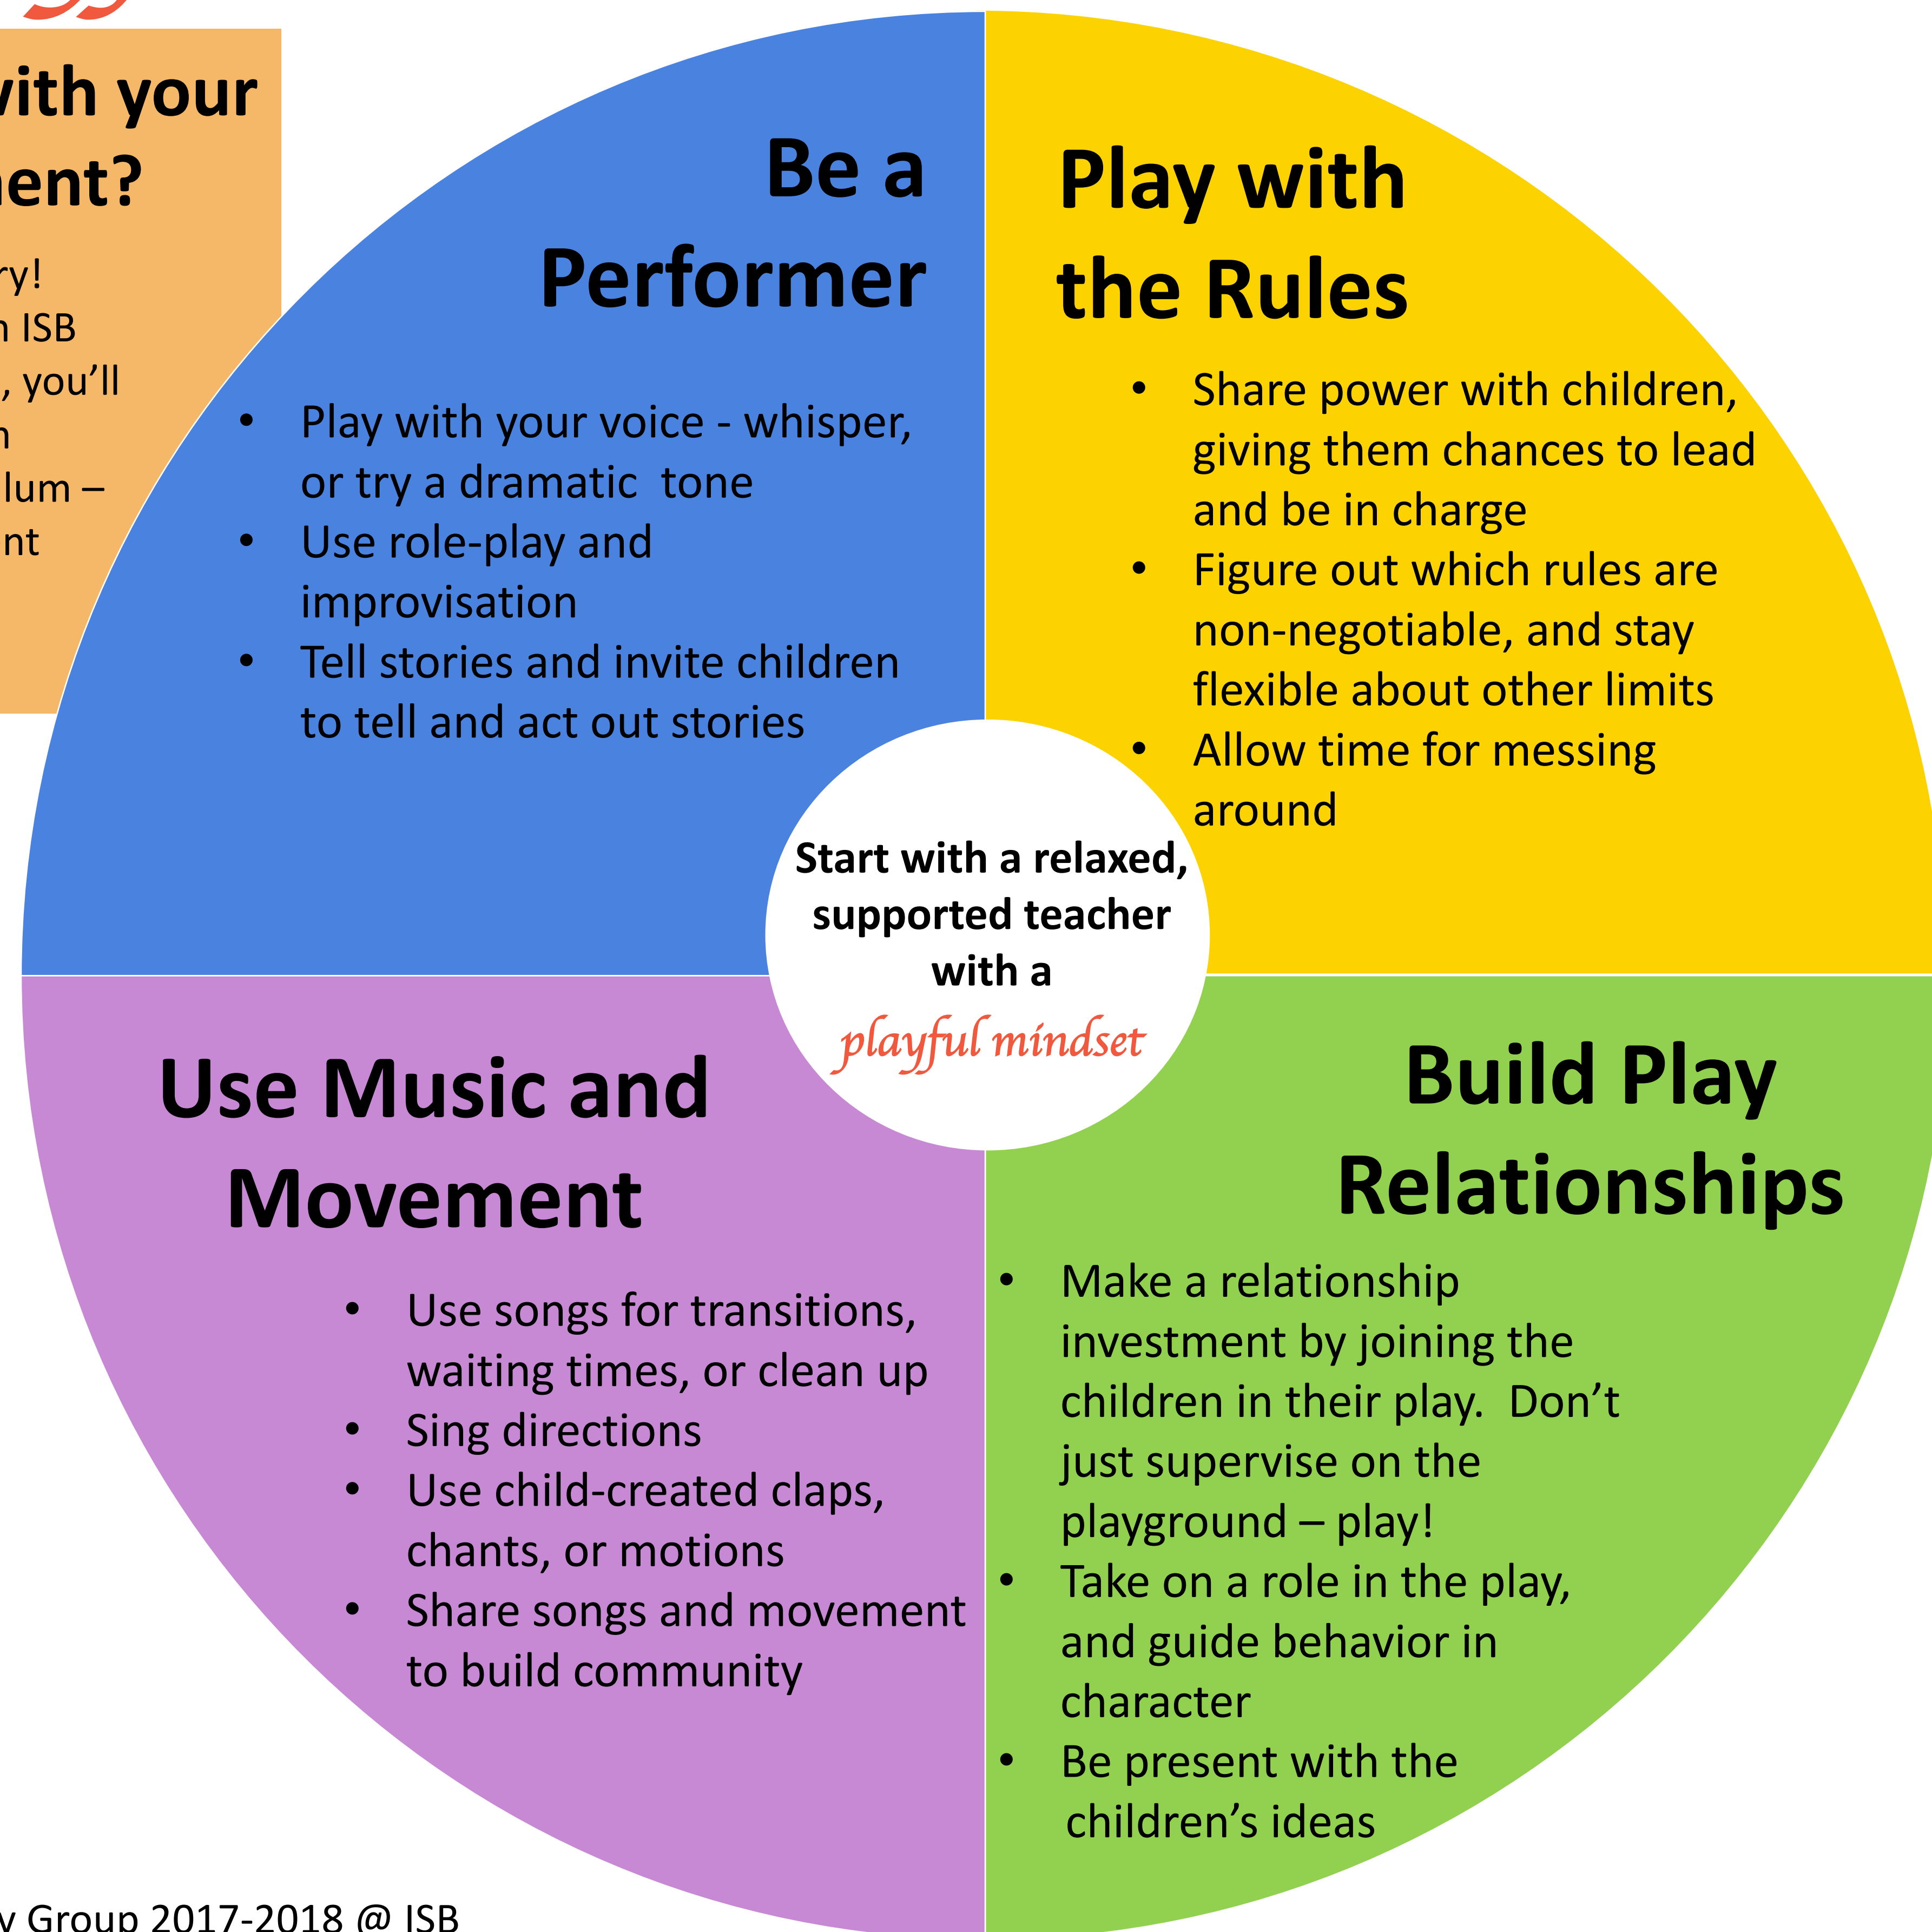 with your
ry!
ISB
, you'll
lum –
Be a
Performer
• Play with your voice - whisper,
or try a dramatic tone
• Use role-play and
improvisation
• Tell stories and invite children
to tell and act out stories
Play with
the Rules
• Share power with children,
giving them chances to lead
and be in charge
• Figure out which rules are
non-negotiable, and stay
flexible about other limits
• Allow time for messing
around
Start with a relaxed,
supported teacher
with a
playful mindset
Use Music and
Movement
• Use songs for transitions,
waiting times, or clean up
• Sing directions
• Use child-created claps,
chants, or motions
• Share songs and movement
to build community
Build Play
Relationships
• Make a relationship
investment by joining the
children in their play. Don't
just supervise on the
playground – play!
• Take on a role in the play,
and guide behavior in
character
• Be present with the
children's ideas
Group 2017-2018 @ ISB